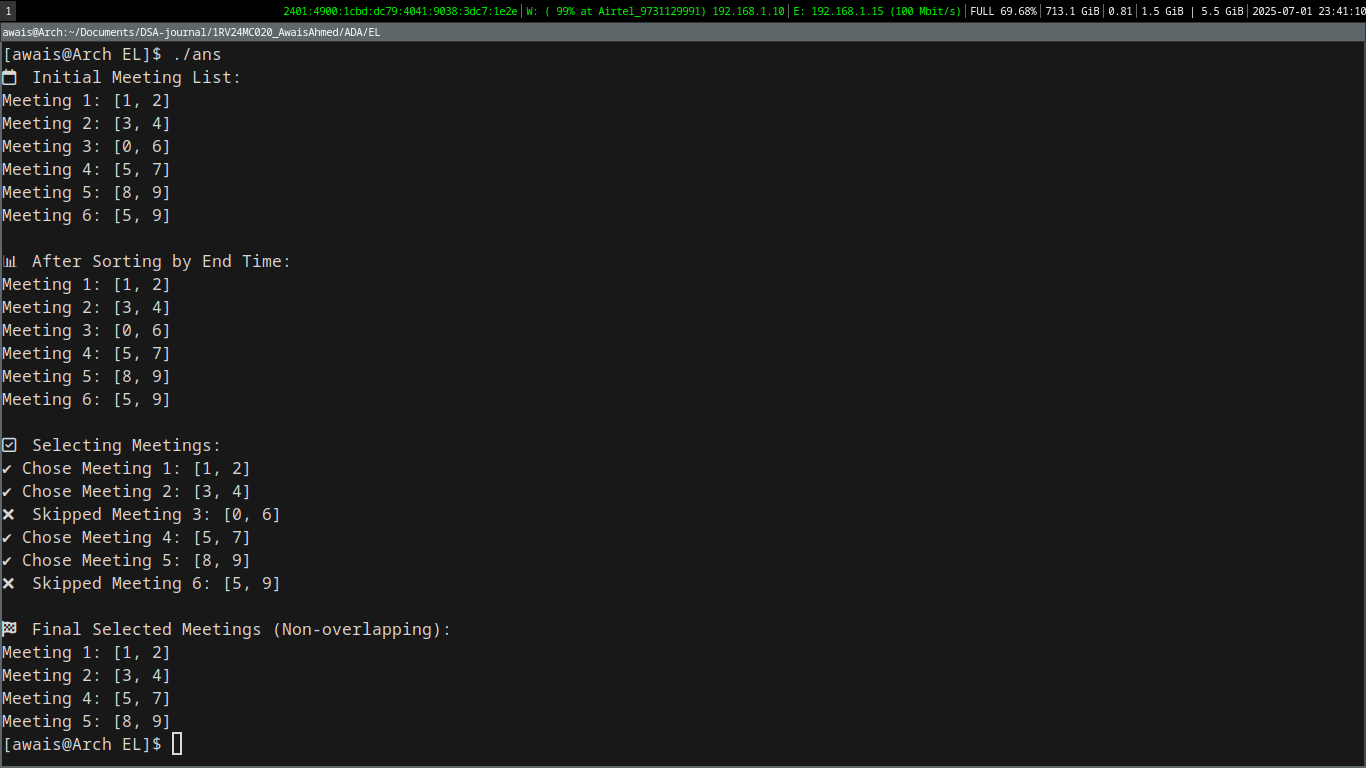 1 2401:4900:1cbd:dc79:4041:9038:3dc7:1e2e W: ( 99% at Airtel_9731129991) 192.168.1.10 E: 192.168.1.15 (100 Mbit/s) FULL 69.68% 713.1 GiB 0.81 1.5 GiB | 5.5 GiB 2025-07-01 23:41:10
awais@Arch:~/Documents/DSA-journal/1RV24MC020_AwaisAhmed/ADA/EL
[awais@Arch EL]$ ./ans
Initial Meeting List:
Meeting 1: [1, 2]
Meeting 2: [3, 4]
Meeting 3: [0, 6]
Meeting 4: [5, 7]
Meeting 5: [8, 9]
Meeting 6: [5, 9]
After Sorting by End Time:
Meeting 1: [1, 2]
Meeting 2: [3, 4]
Meeting 3: [0, 6]
Meeting 4: [5, 7]
Meeting 5: [8, 9]
Meeting 6: [5, 9]
Selecting Meetings:
✔ Chose Meeting 1: [1, 2]
✔ Chose Meeting 2: [3, 4]
❌ Skipped Meeting 3: [0, 6]
✔ Chose Meeting 4: [5, 7]
✔ Chose Meeting 5: [8, 9]
❌ Skipped Meeting 6: [5, 9]
Final Selected Meetings (Non-overlapping):
Meeting 1: [1, 2]
Meeting 2: [3, 4]
Meeting 4: [5, 7]
Meeting 5: [8, 9]
[awais@Arch EL]$